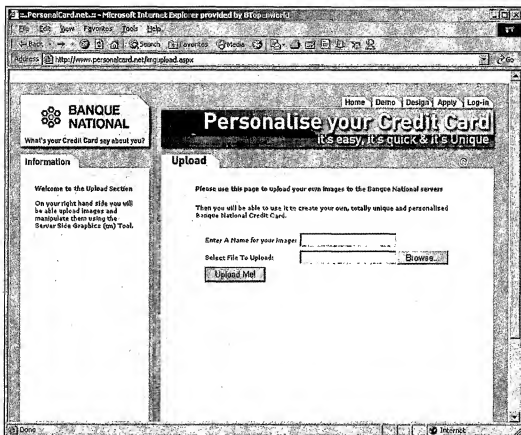 ::.PersonalCard.net.:: - Microsoft Internet Explorer provided by BTopenworld
File Edit View Favorites Tools Help
Back Search Favorites Media
Address http://www.personalcard.net/imgupload.aspx Go
Home Demo Design Apply Log-in
BANQUE
NATIONAL
What's your Credit Card say about you?
Personalise your Credit Card
it's easy, it's quick & it's Unique
Information
Welcome to the Upload Section
On your right hand side you will
be able upload images and
manipulate them using the
Server Side Graphics (tm) Tool.
Upload
Please use this page to upload your own images to the Banque National servers
Then you will be able to use it to create your own, totally unique and personalised
Banque National Credit Card.
Enter A Name for your Image:
Select File To Upload:
Browse...
Upload Me!
Done
Internet